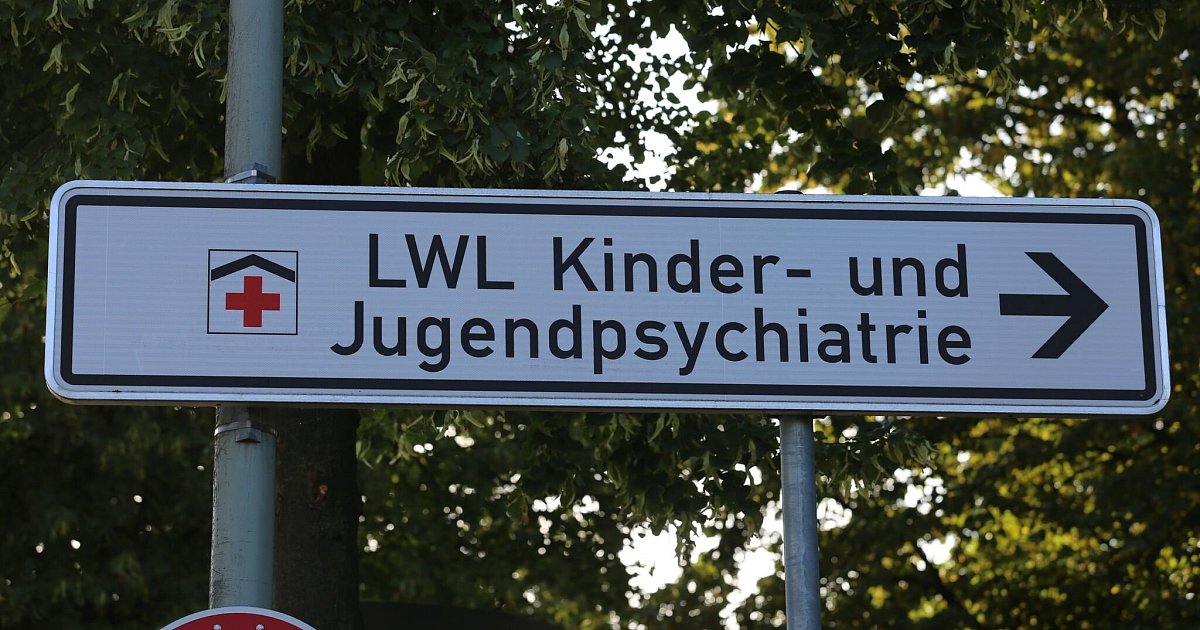 LWL Kinder- und
Jugendpsychiatrie